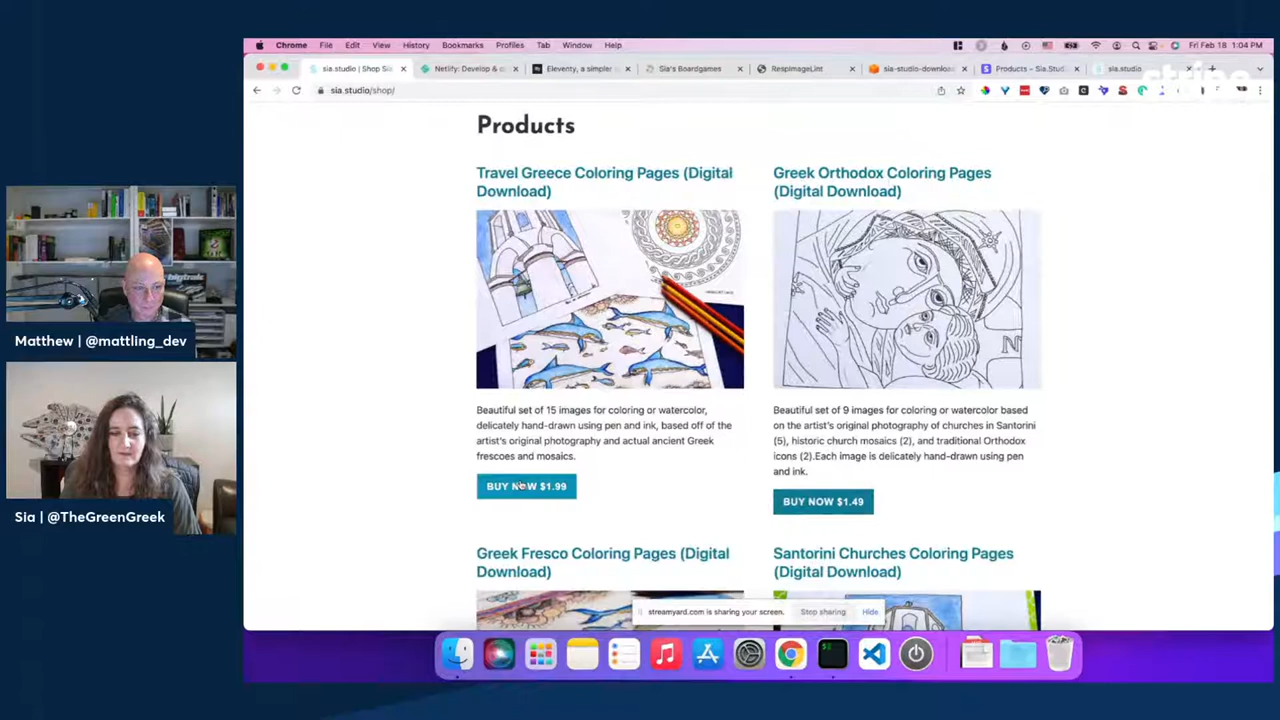 Chrome File Edit View History Bookmarks Profiles Tab Window Help
Fri Feb 18 1:04 PM
sia.studio | Shop Sia
Netlify: Develop & d
Eleventy, a simpler s
Sia's Boardgames
RespImageLint
sia-studio-download
Products – Sia.Stud
sia.studio
stripe
sia.studio/shop/
Products
Travel Greece Coloring Pages (Digital
Download)
Beautiful set of 15 images for coloring or watercolor,
delicately hand-drawn using pen and ink, based off of the
artist's original photography and actual ancient Greek
frescoes and mosaics.
BUY NOW $1.99
Greek Orthodox Coloring Pages
(Digital Download)
Beautiful set of 9 images for coloring or watercolor based
on the artist's original photography of churches in Santorini
(5), historic church mosaics (2), and traditional Orthodox
icons (2).Each image is delicately hand-drawn using pen
and ink.
BUY NOW $1.49
Greek Fresco Coloring Pages (Digital
Download)
Santorini Churches Coloring Pages
(Digital Download)
streamyard.com is sharing your screen.
Stop sharing
Hide
Matthew | @mattling_dev
Sia | @TheGreenGreek